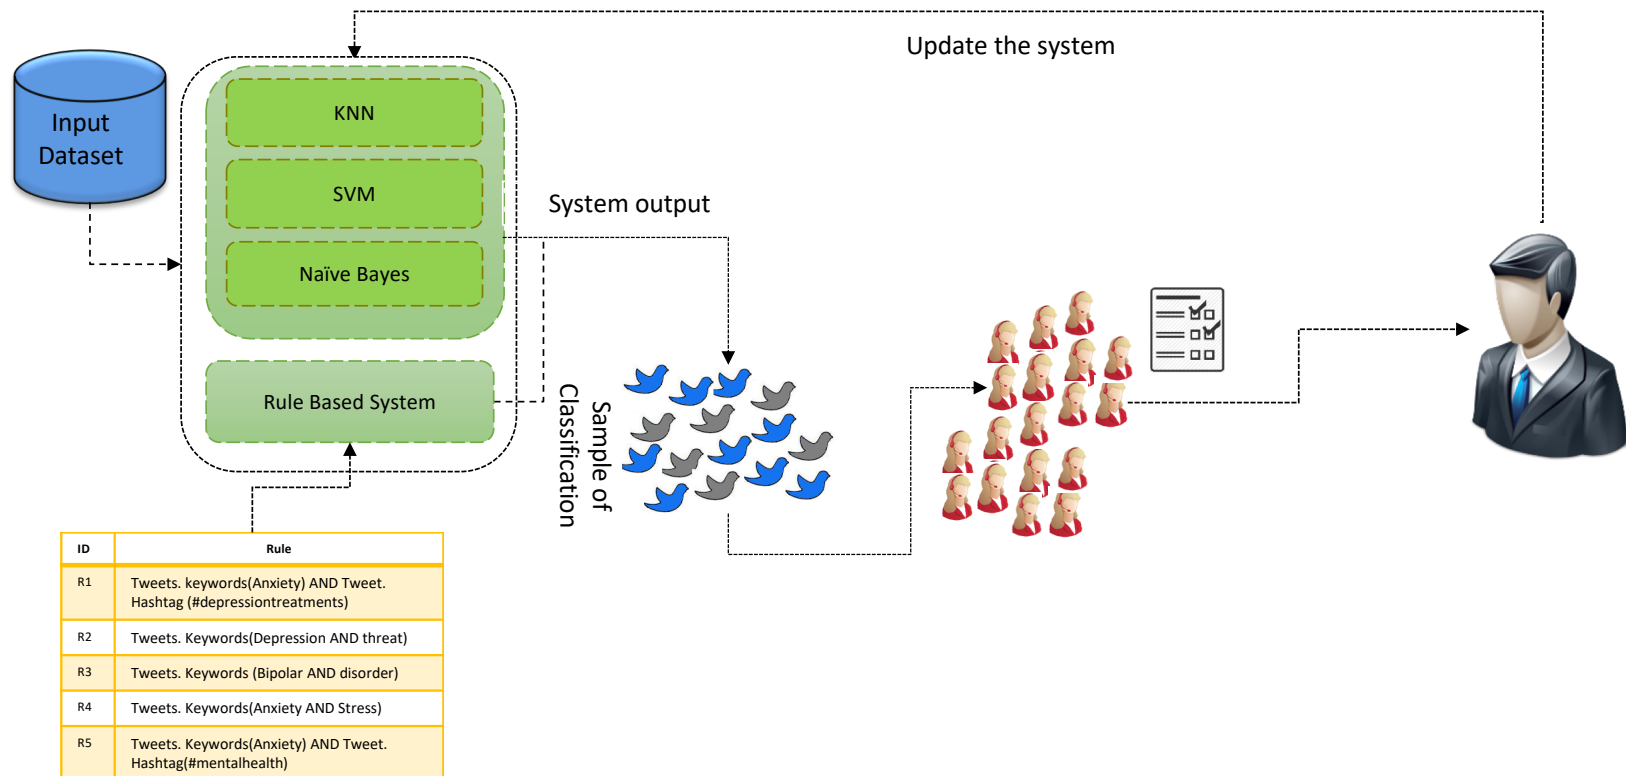 Update the system
Input
Dataset
KNN
SVM
Naïve Bayes
System output
Rule Based System
Sample of
Classification
ID Rule
R1 Tweets. keywords(Anxiety) AND Tweet.
Hashtag (#depressiontreatments)
R2 Tweets. Keywords(Depression AND threat)
R3 Tweets. Keywords (Bipolar AND disorder)
R4 Tweets. Keywords(Anxiety AND Stress)
R5 Tweets. Keywords(Anxiety) AND Tweet.
Hashtag(#mentalhealth)